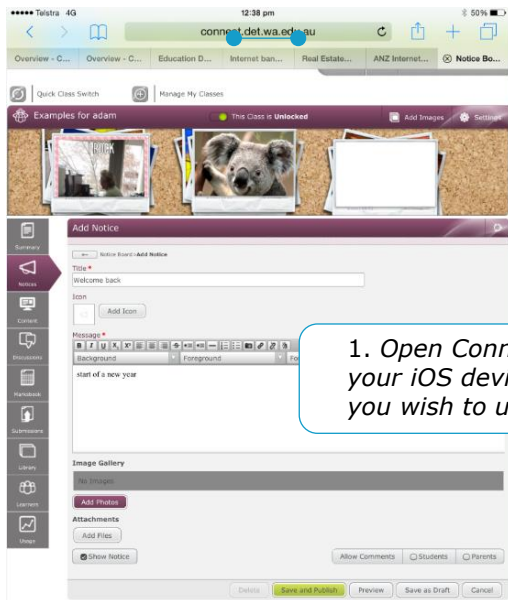 Telstra 4G 12:38 pm 50%
connect.det.wa.edu.au
Overview - C... Overview - C... Education D... Internet ban... Real Estate... ANZ Internet... Notice Bo...
Quick Class Switch Manage My Classes
Examples for adam This Class is Unlocked Add Images Settings
Summary
Notices
Content
Discussions
Marksbook
Submissions
Library
Learners
Usage
Add Notice
Notice Board›Add Notice
Title *
Welcome back
Icon
Add Icon
Message *
B I U X, X²
Background Foreground Fo
start of a new year
1. Open Conn
your iOS devi
you wish to u
Image Gallery
No Images
Add Photos
Attachments
Add Files
Show Notice Allow Comments Students Parents
Delete Save and Publish Preview Save as Draft Cancel